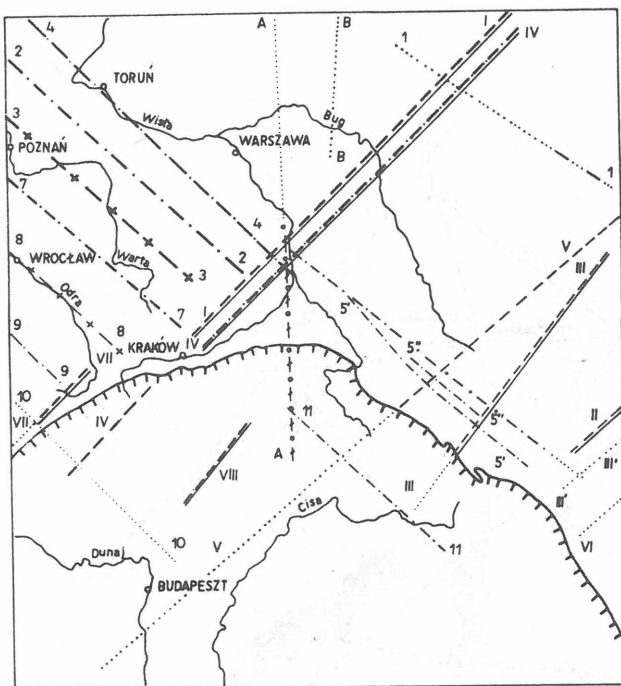 4
A
B
I
IV
1
2
TORUŃ
3
Wisła
Bug
POZNAŃ
WARSZAWA
B
7
1
4
V
8
2
III
WROCŁAW
Warta
3
Odra
7
I
5'
9
8
IV
5'''
KRAKÓW
VII
9
10
VII
IV
11
5''
II
A
5'
VIII
III
III'
III''
Cisa
10
V
VI
11
Dunaj
BUDAPESZT